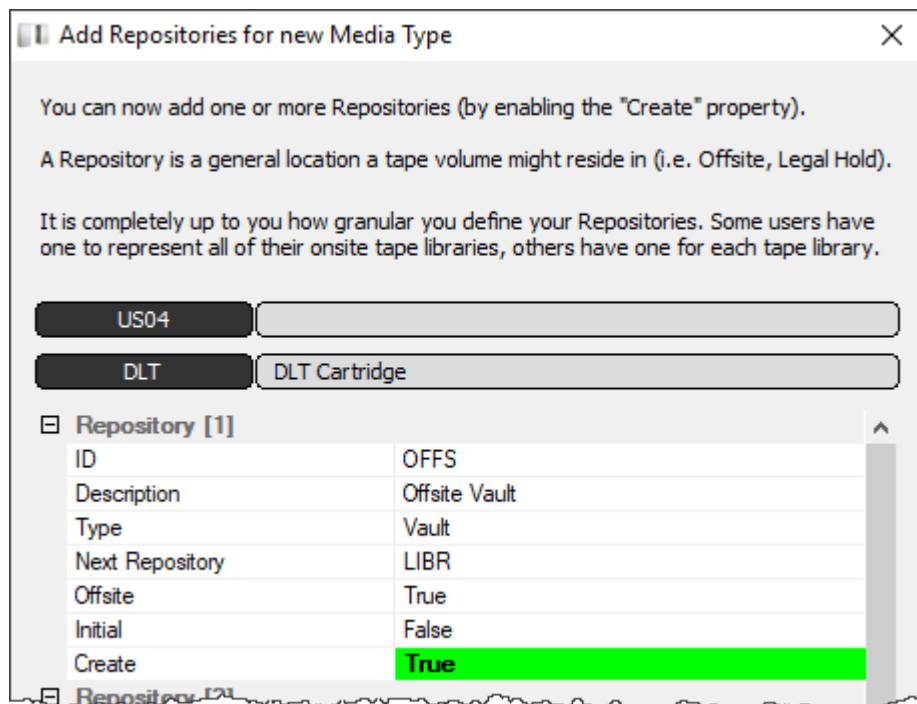 Add Repositories for new Media Type
You can now add one or more Repositories (by enabling the "Create" property).
A Repository is a general location a tape volume might reside in (i.e. Offsite, Legal Hold).
It is completely up to you how granular you define your Repositories. Some users have
one to represent all of their onsite tape libraries, others have one for each tape library.
US04
DLT DLT Cartridge
Repository [1]
ID OFFS
Description Offsite Vault
Type Vault
Next Repository LIBR
Offsite True
Initial False
Create True
Repository [2]